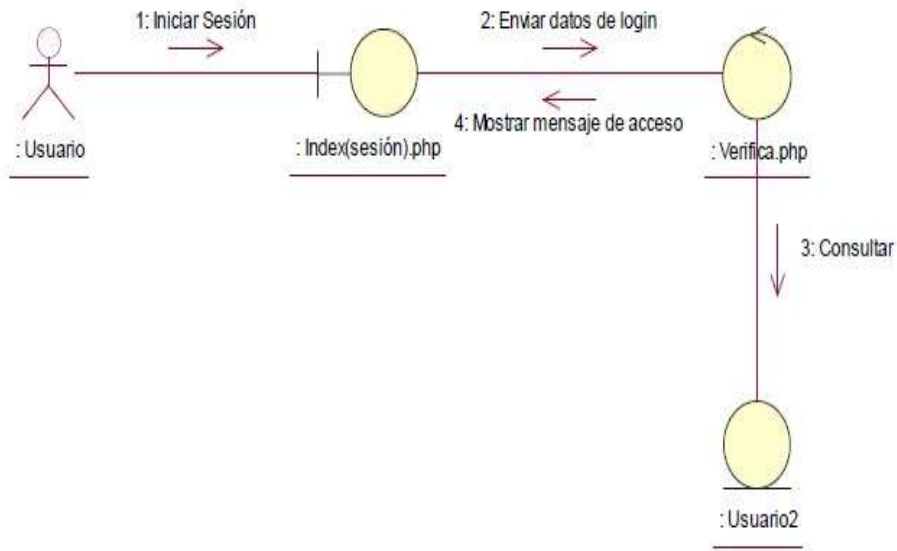 1: Iniciar Sesión
2: Enviar datos de login
4: Mostrar mensaje de acceso
: Usuario
: Index(sesión).php
: Verifica.php
3: Consultar
: Usuario2